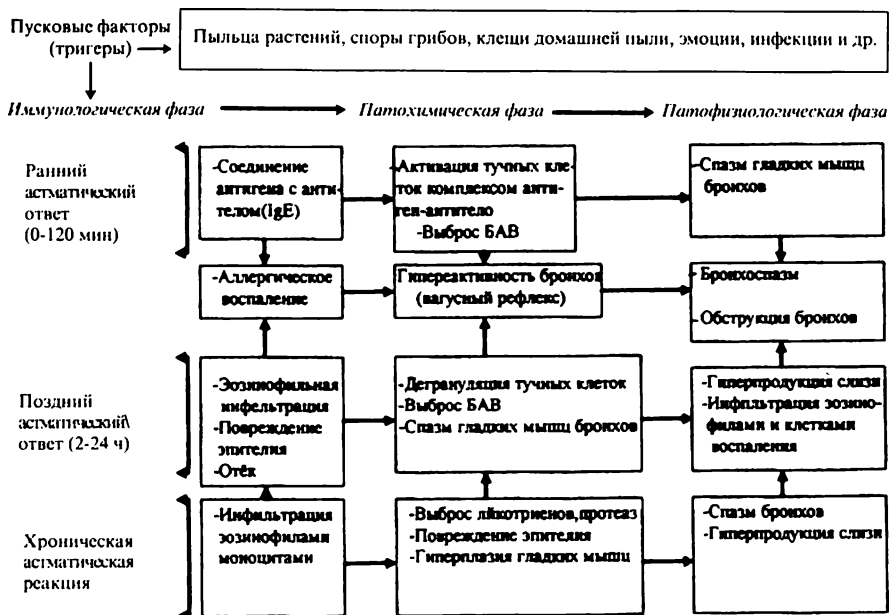 Пусковые факторы
(тригеры)
Пыльца растений, споры грибов, клещи домашней пыли, эмоции, инфекции и др.
Иммунологическая фаза
Патохимическая фаза
Патофизиологическая фаза
Ранний
астматический
ответ
(0-120 мин)
-Соединение
антигена с анти-
телом(IgE)
-Активация тучных кле-
ток комплексом анти-
ген-антитело
-Выброс БАВ
-Спазм гладких мышц
бронхов
-Аллергическое
воспаление
Гипереактивность бронхов
(вагусный рефлекс)
-Бронхоспазм
-Обструкция бронхов
Поздний
астматический
ответ (2-24 ч)
-Эозинофильная
инфельтрация
-Повреждение
эпителия
-Отёк
-Дегрануляция тучных клеток
-Выброс БАВ
-Спазм гладких мышц бронхов
-Гиперпродукция слизи
-Инфильтрация эозино-
филами и клетками
воспаления
Хроническая
астматическая
реакция
-Инфильтрация
эозинофилами
моноцитами
-Выброс лйкотриенов,протеаз
-Повреждение эпителия
-Гиперплазия гладких мышц
-Спазм бронхов
-Гиперпродукция слизи